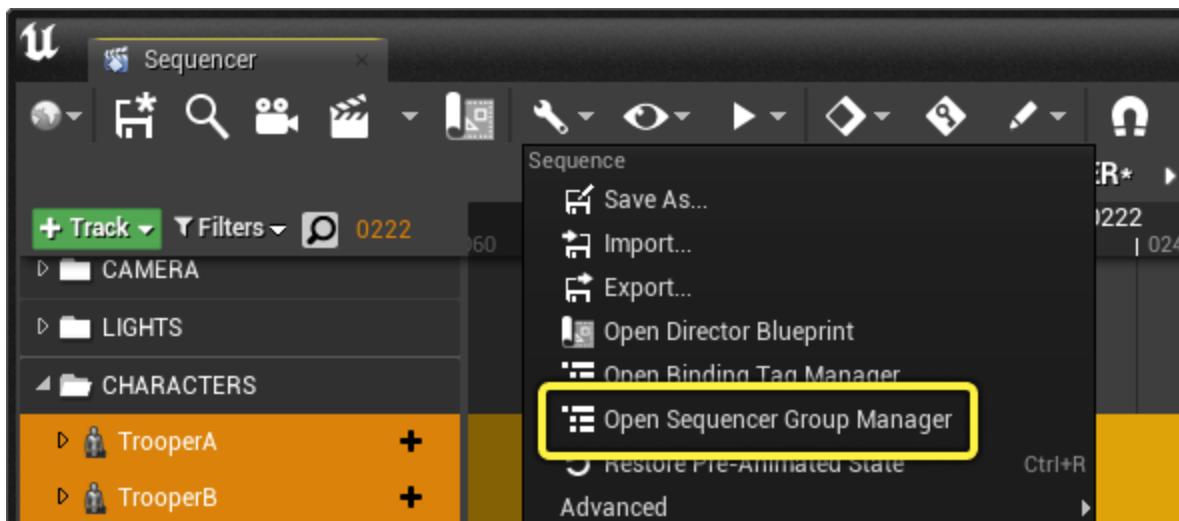 Sequencer
Sequence
ER*
Save As...
+ Track Filters 0222
060
0222
Import...
024
CAMERA
Export...
LIGHTS
Open Director Blueprint
Open Binding Tag Manager
CHARACTERS
Open Sequencer Group Manager
TrooperA
Restore Pre-Animated State Ctrl+R
TrooperB
Advanced